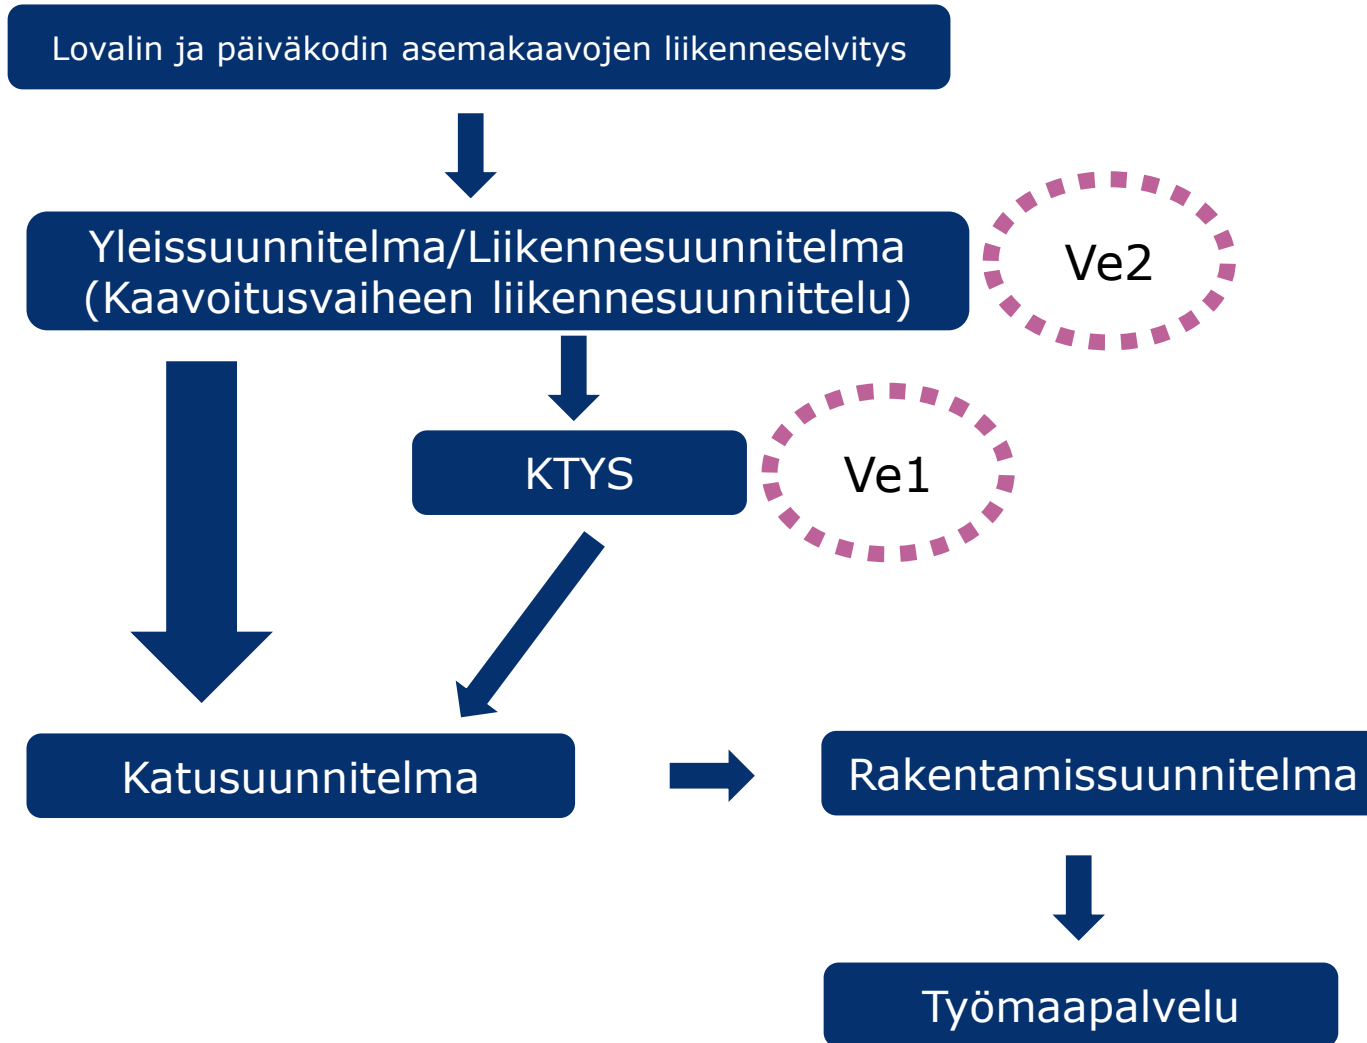 Lovalin ja päiväkodin asemakaavojen liikenneselvitys
Yleissuunnitelma/Liikennesuunnitelma
(Kaavoitusvaiheen liikennesuunnittelu)
Ve2
KTYS
Ve1
Katusuunnitelma
Rakentamissuunnitelma
Työmaapalvelu